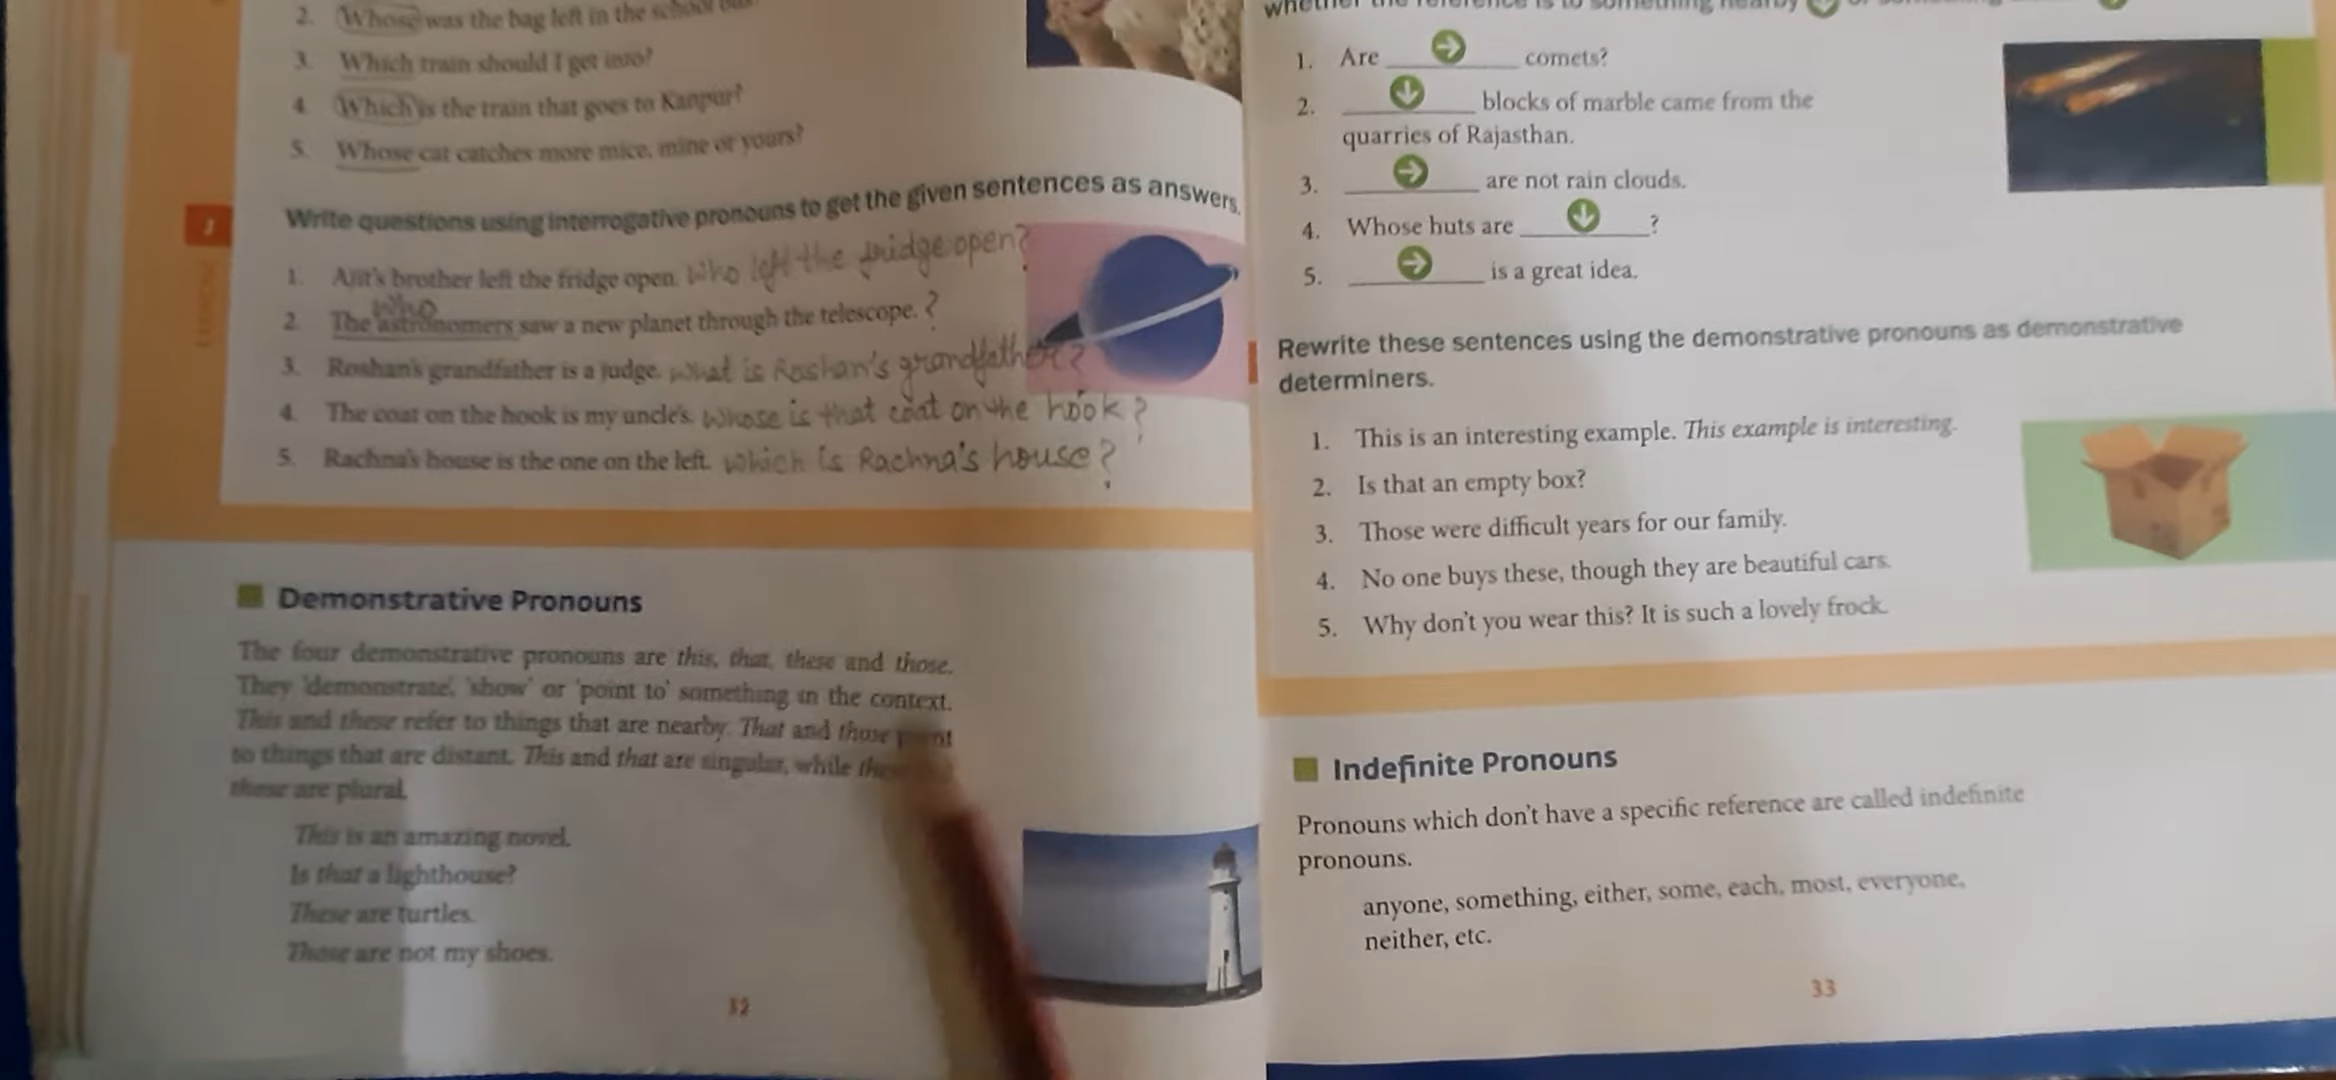 2. Whose was the bag left in the school bus
3. Which train should I get into?
4. Which is the train that goes to Kanpur?
5. Whose cat catches more mice, mine or yours?
J
Write questions using interrogative pronouns to get the given sentences as answers.
1. Ajit's brother left the fridge open. Who left the fridge open?
who
2. The astronomers saw a new planet through the telescope. ?
3. Roshan's grandfather is a judge. What is Roshan's grandfather?
4. The coat on the hook is my uncle's. Whose is that coat on the hook?
5. Rachna's house is the one on the left. Which is Rachna's house?
Demonstrative Pronouns
The four demonstrative pronouns are this, that, these and those.
They 'demonstrate', 'show' or 'point to' something in the context.
This and these refer to things that are nearby. That and those point
to things that are distant. This and that are singular, while
those are plural.
This is an amazing novel.
Is that a lighthouse?
These are turtles.
Those are not my shoes.
32
whether the reference is to something nearby or something
1. Are ________ comets?
2. ________ blocks of marble came from the
quarries of Rajasthan.
3. ________ are not rain clouds.
4. Whose huts are ________?
5. ________ is a great idea.
Rewrite these sentences using the demonstrative pronouns as demonstrative
determiners.
1. This is an interesting example. This example is interesting.
2. Is that an empty box?
3. Those were difficult years for our family.
4. No one buys these, though they are beautiful cars.
5. Why don't you wear this? It is such a lovely frock.
Indefinite Pronouns
Pronouns which don't have a specific reference are called indefinite
pronouns.
anyone, something, either, some, each, most, everyone,
neither, etc.
33